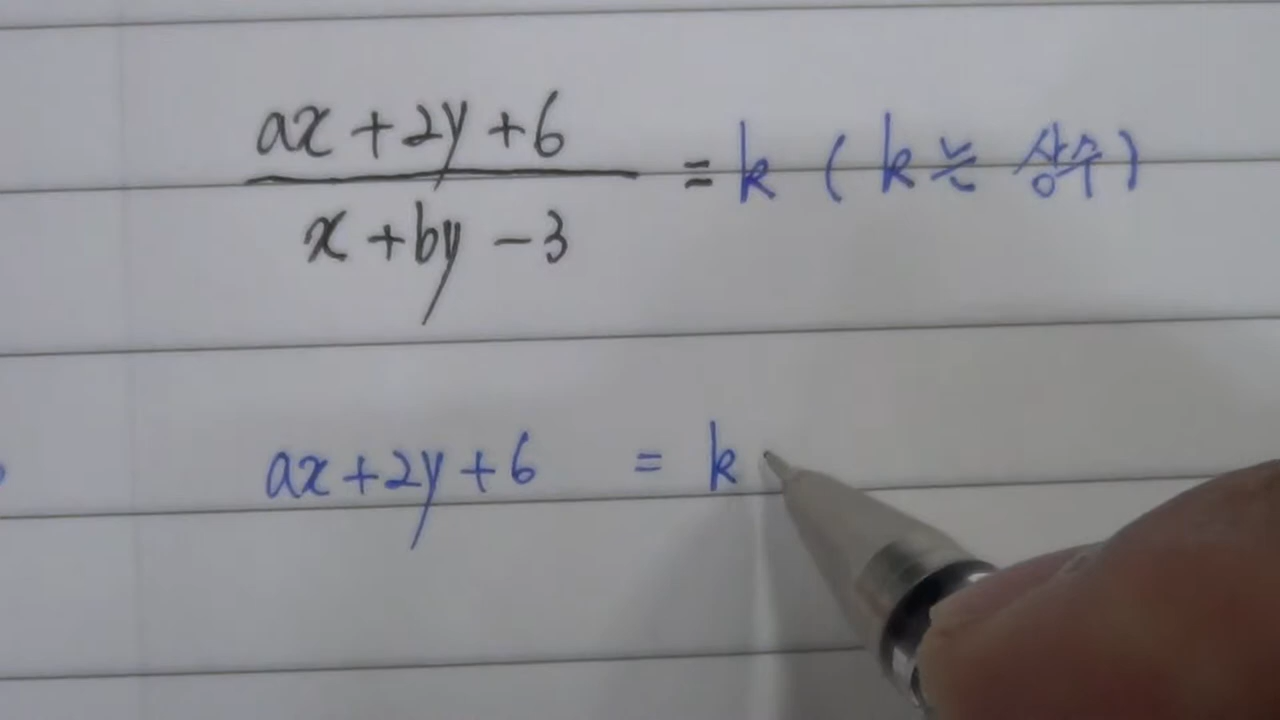 ax + 2y + 6
x + by - 3
= k ( k는 상수 )
ax + 2y + 6 = k